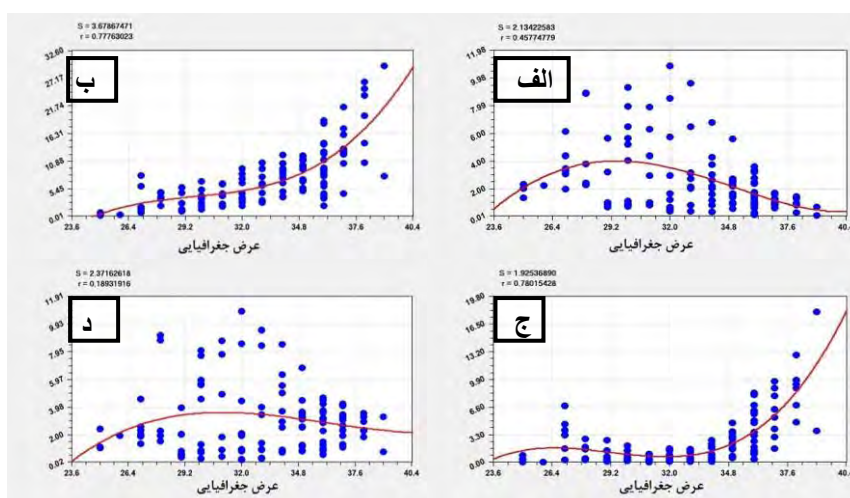 S = 3.67867471
r = 0.77763023
32.60
27.17
21.74
16.31
10.88
5.45
0.01
23.6 26.4 29.2 32.0 34.8 37.6 40.4
عرض جغرافیایی
ب
S = 2.13422583
r = 0.45774779
11.98
9.98
7.99
6.00
4.00
2.00
0.01
23.6 26.4 29.2 32.0 34.8 37.6 40.4
عرض جغرافیایی
الف
S = 2.37162618
r = 0.18931916
11.91
9.93
7.95
5.97
3.98
2.00
0.02
23.6 26.4 29.2 32.0 34.8 37.6 40.4
عرض جغرافیایی
د
S = 1.92536890
r = 0.78015428
19.80
16.50
13.20
9.90
6.60
3.30
0.00
23.6 26.4 29.2 32.0 34.8 37.6 40.4
عرض جغرافیایی
ج